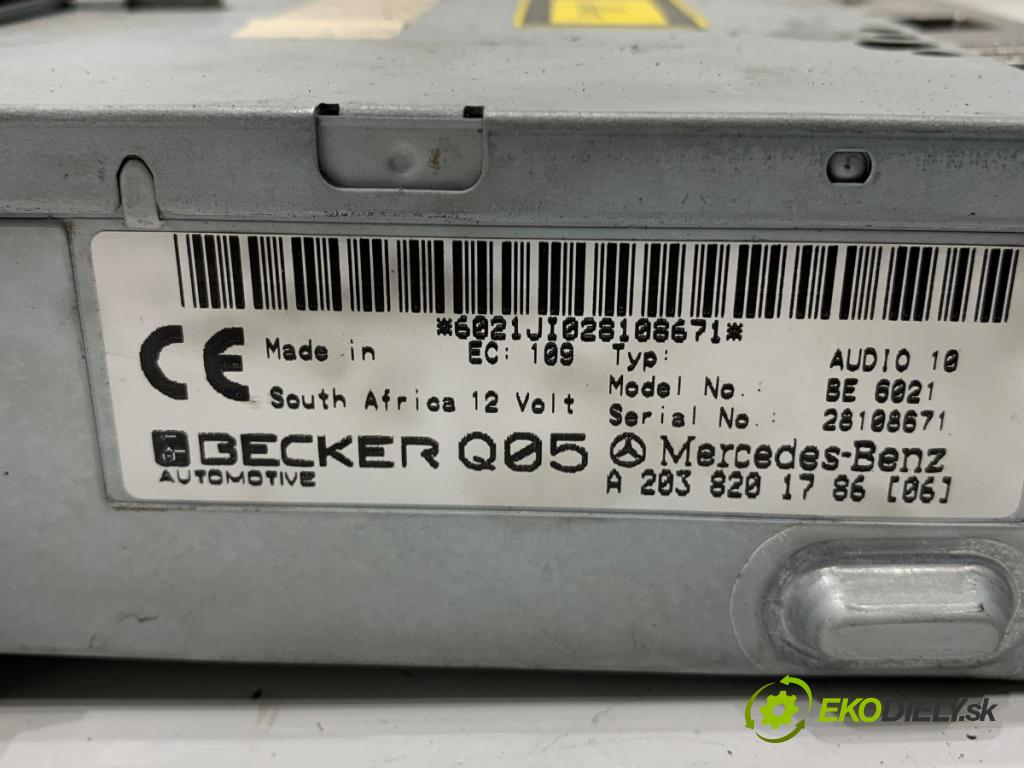 *6021JI028108671*
CE Made in EC: 109 Typ: AUDIO 10
Model No.: BE 6021
South Africa 12 Volt Serial No.: 28108671
BECKER Q05 Mercedes-Benz
AUTOMOTIVE A 203 820 17 86 [06]
EKODIELY.sk